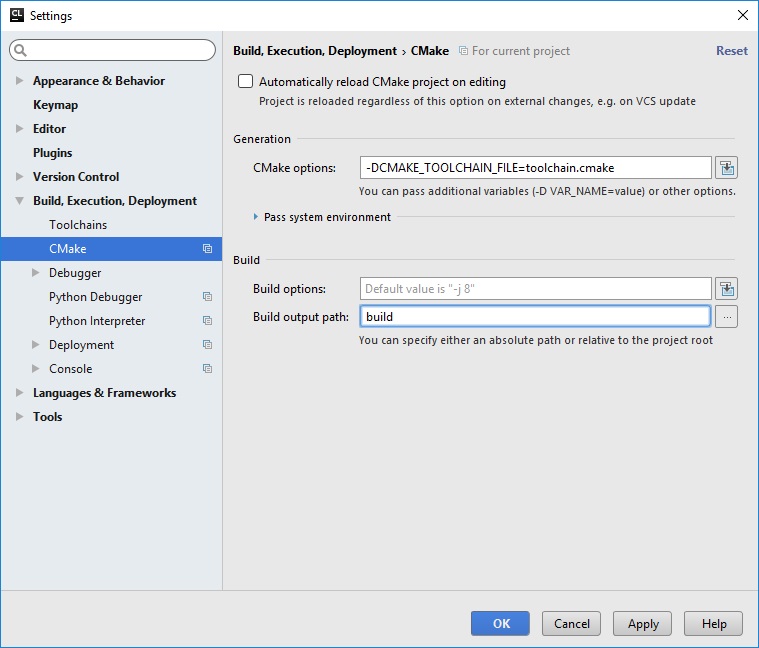 CL Settings
Build, Execution, Deployment › CMake For current project Reset
Appearance & Behavior
Keymap
Editor
Plugins
Version Control
Build, Execution, Deployment
Toolchains
CMake
Debugger
Python Debugger
Python Interpreter
Deployment
Console
Languages & Frameworks
Tools
Automatically reload CMake project on editing
Project is reloaded regardless of this option on external changes, e.g. on VCS update
Generation
CMake options: -DCMAKE_TOOLCHAIN_FILE=toolchain.cmake
You can pass additional variables (-D VAR_NAME=value) or other options.
Pass system environment
Build
Build options: Default value is "-j 8"
Build output path: build ...
You can specify either an absolute path or relative to the project root
OK Cancel Apply Help